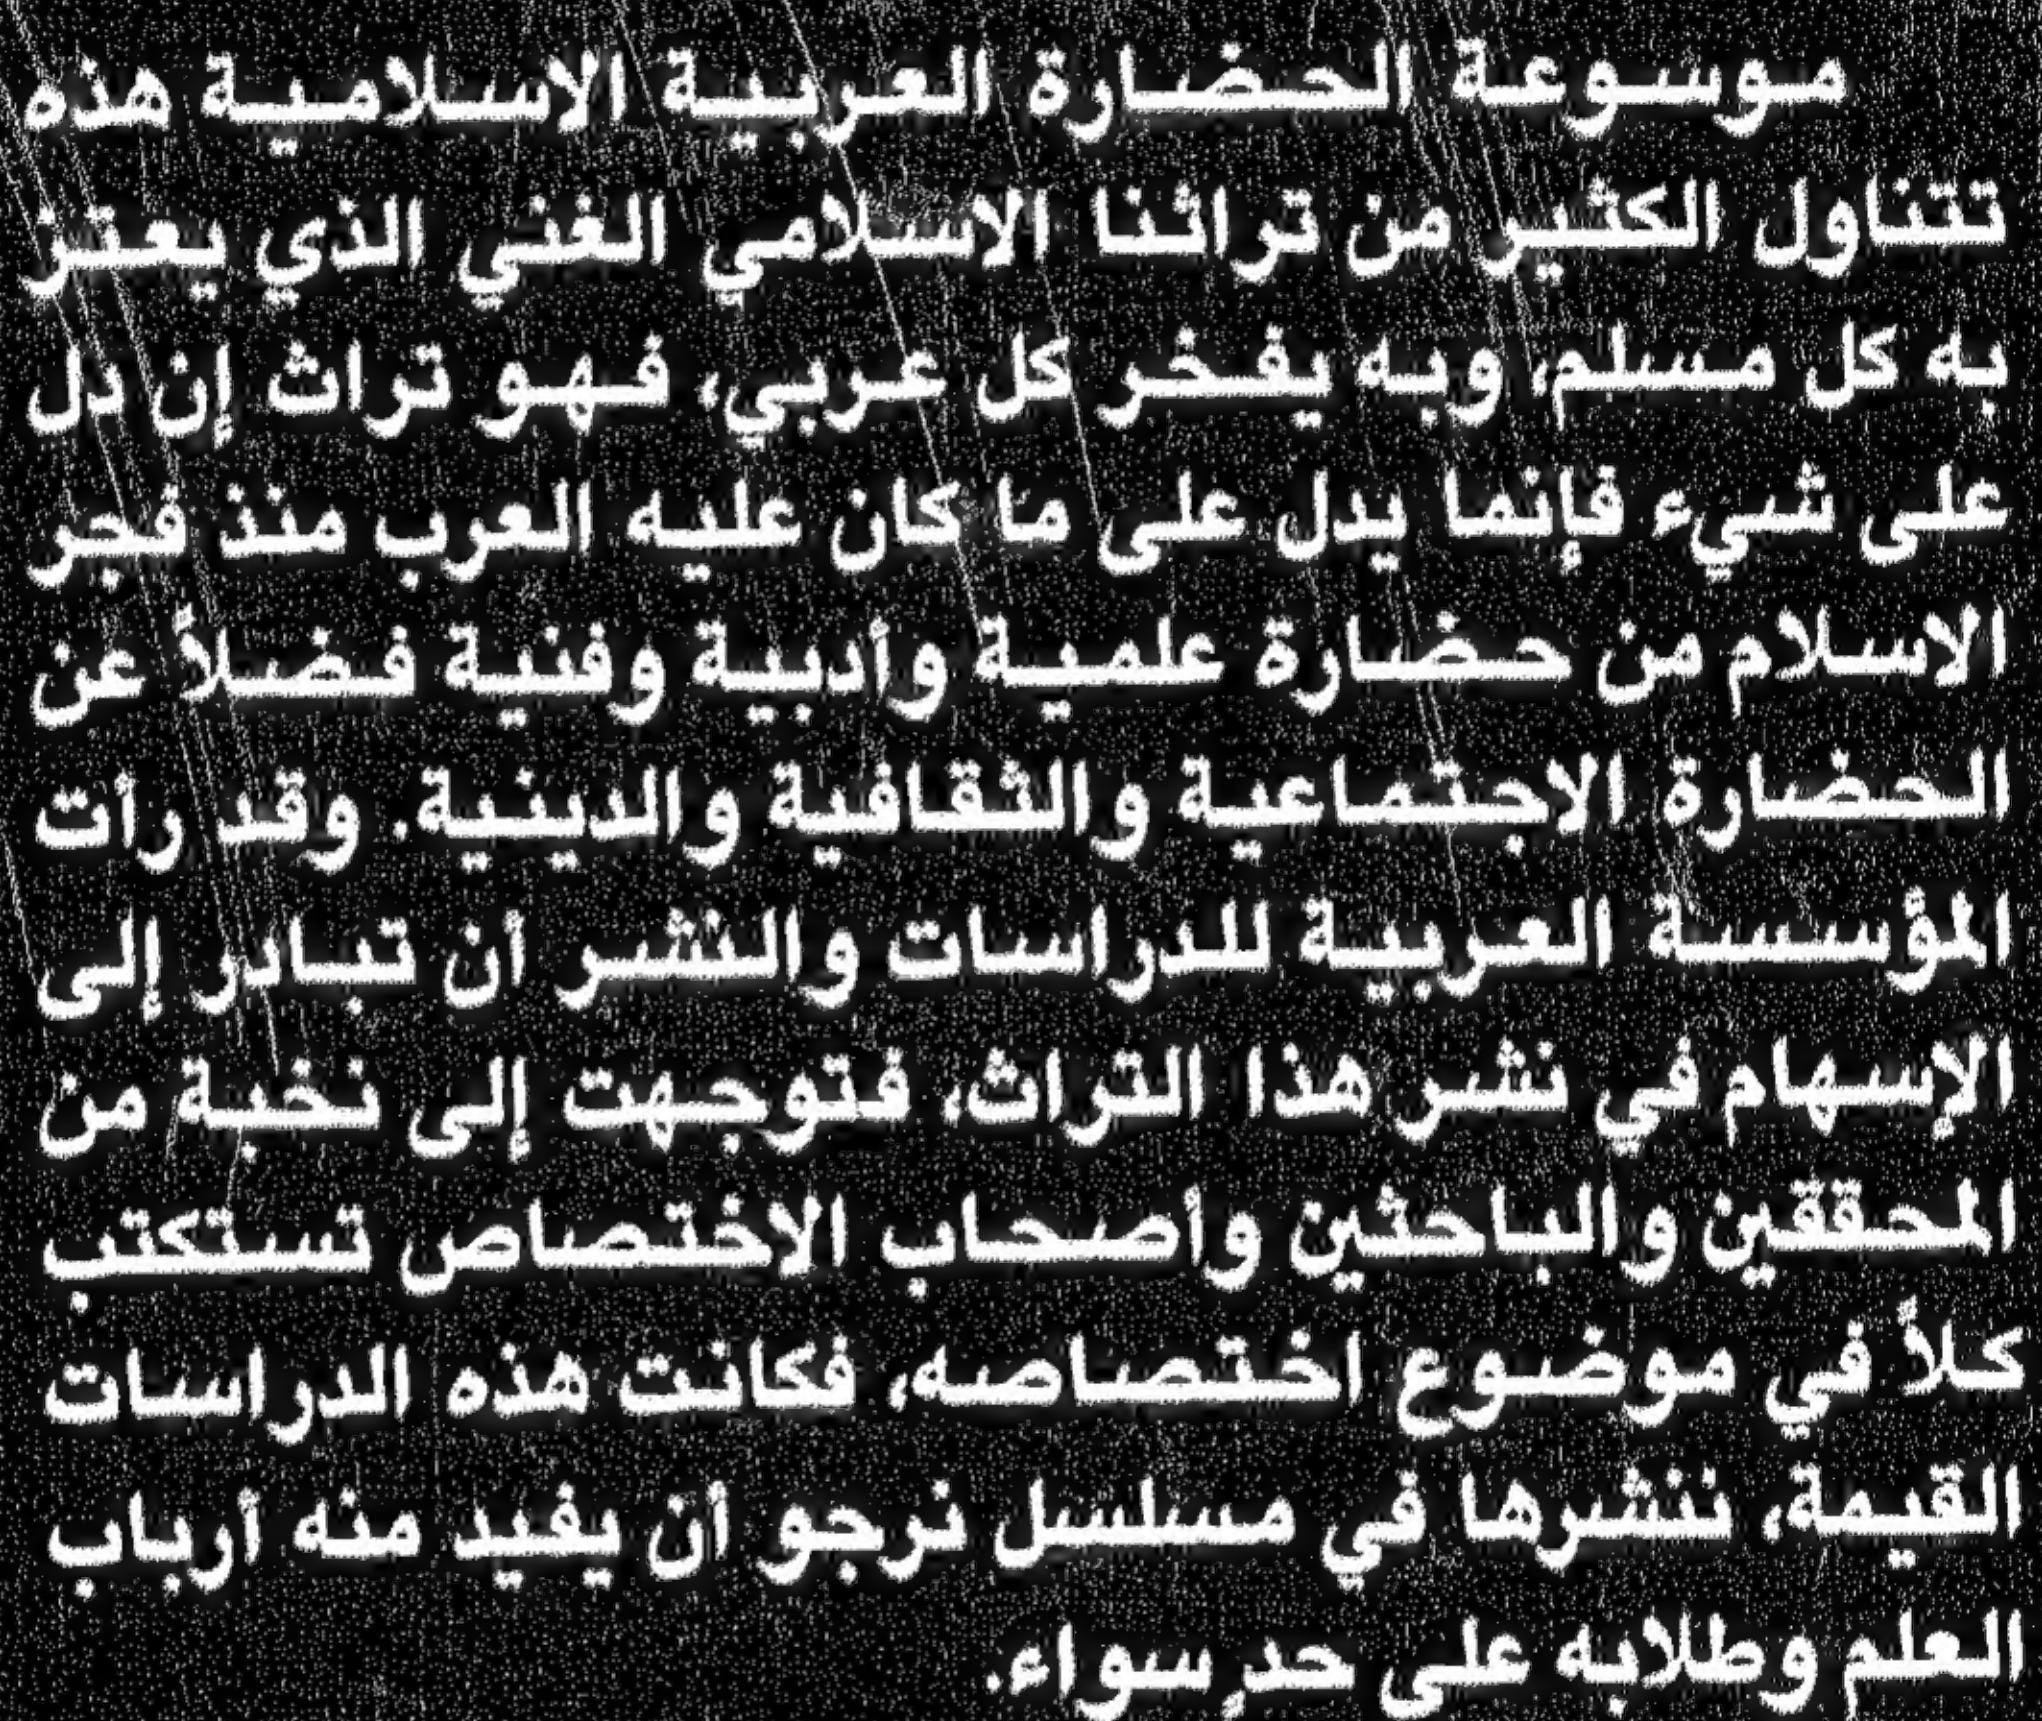 موسوعة الحضارة العربية الاسلامية هذه
تتناول الكثير من تراثنا الاسلامي الغني الذي يعتز
به كل مسلم، وبه يفخر كل عربي، فهو تراث إن دل
على شيء فإنما يدل على ما كان عليه العرب منذ فجر
الاسلام من حضارة علمية وأدبية وفنية فضلاً عن
الحضارة الاجتماعية والثقافية والدينية. وقد رأت
المؤسسة العربية للدراسات والنشر أن تبادر إلى
الإسهام في نشر هذا التراث، فتوجهت إلى نخبة من
المحققين والباحثين وأصحاب الاختصاص تستكتب
كلاً في موضوع اختصاصه، فكانت هذه الدراسات
القيمة، ننشرها في مسلسل نرجو أن يفيد منه أرباب
العلم وطلابه على حدٍ سواء.